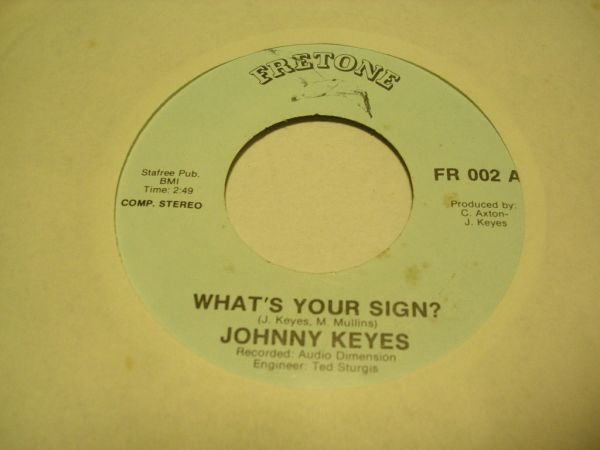 FRETONE
Stafree Pub.
BMI
Time: 2:49
COMP. STEREO
FR 002 A
Produced by:
C. Axton-
J. Keyes
WHAT'S YOUR SIGN?
(J. Keyes, M. Mullins)
JOHNNY KEYES
Recorded: Audio Dimension
Engineer: Ted Sturgis